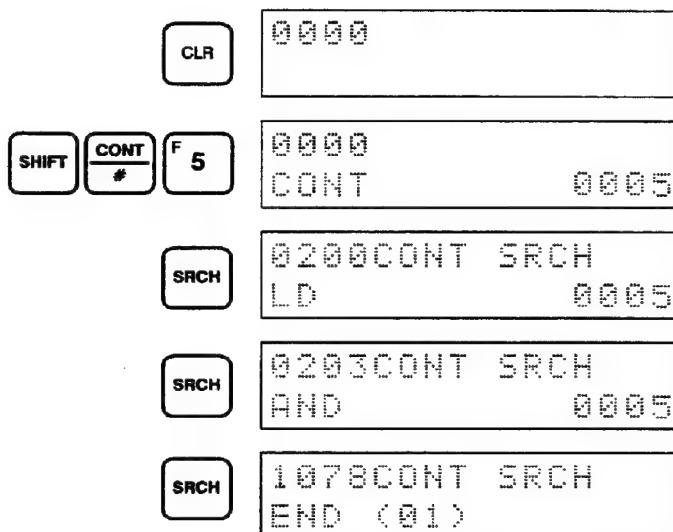 CLR
0000
SHIFT CONT # F 5
0000
CONT 0005
SRCH
0200CONT SRCH
LD 0005
SRCH
0203CONT SRCH
AND 0005
SRCH
1078CONT SRCH
END (01)